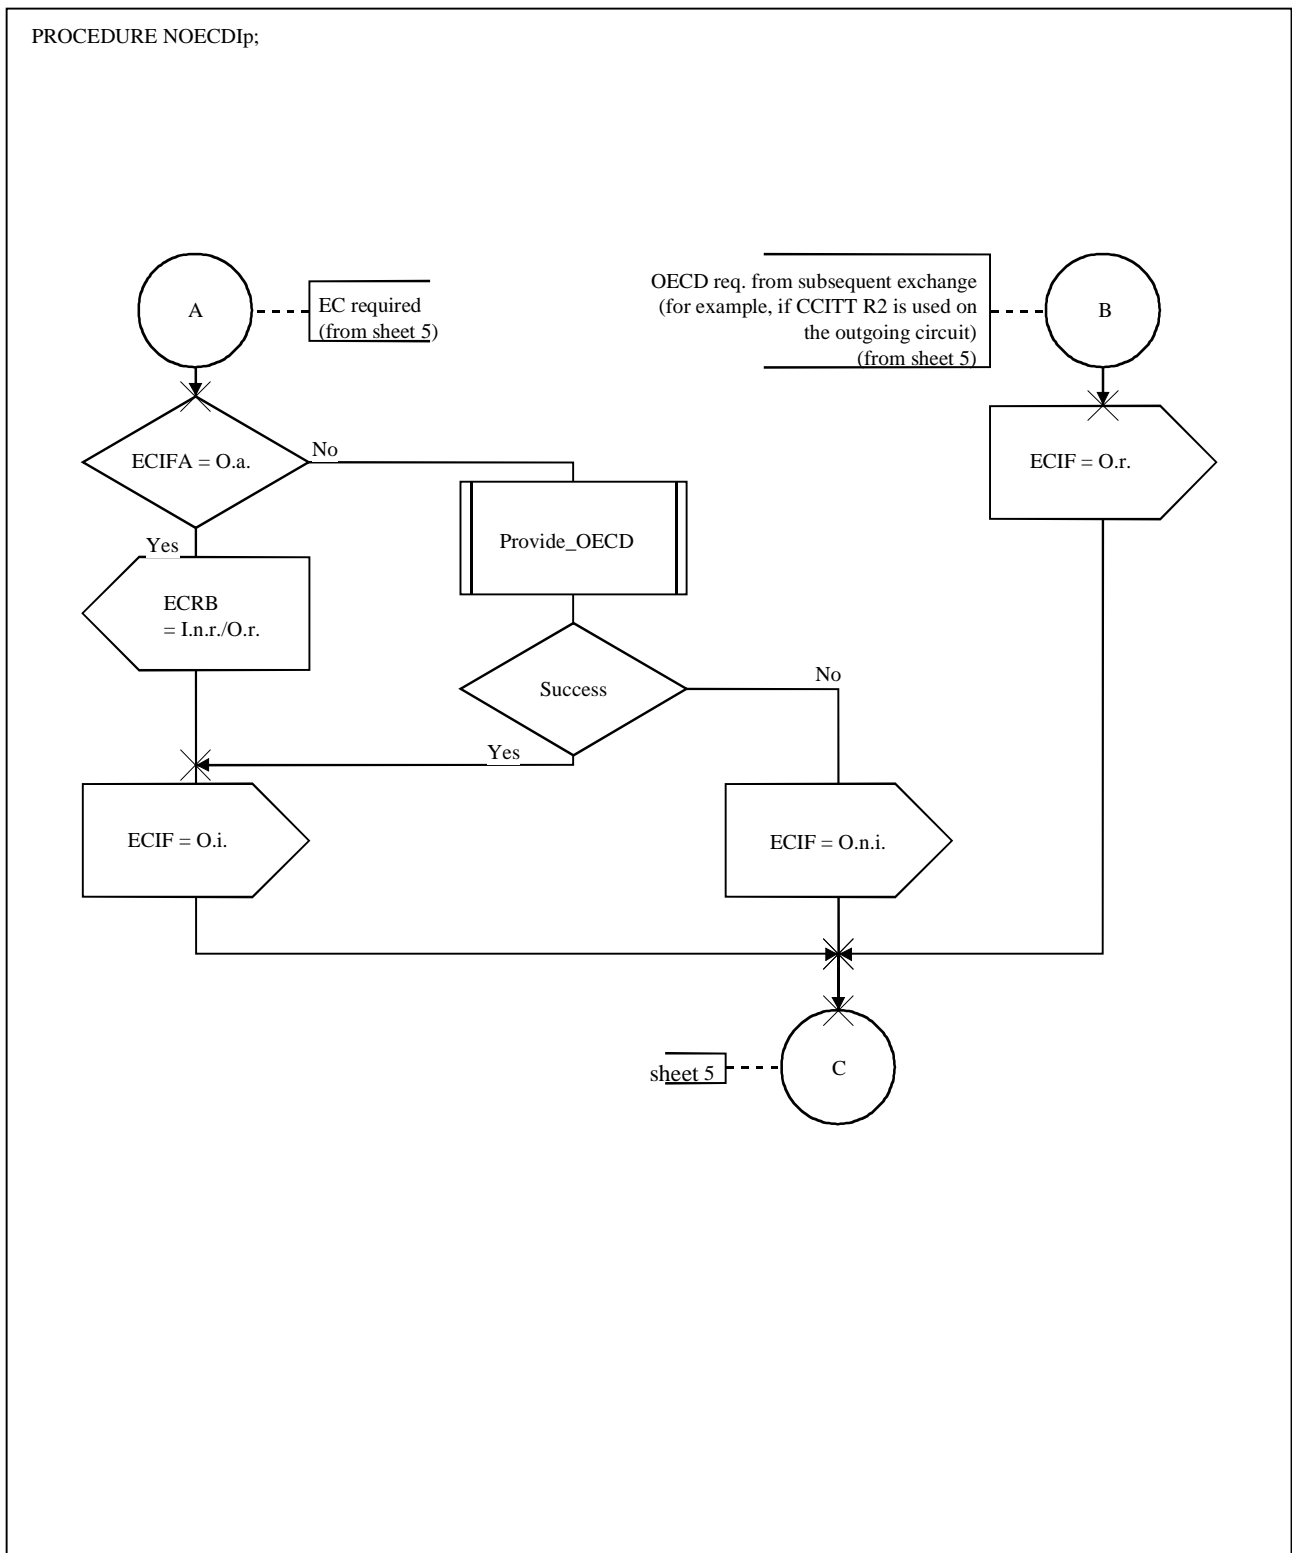 PROCEDURE NOECDIp;
A
EC required
(from sheet 5)
OECD req. from subsequent exchange
(for example, if CCITT R2 is used on
the outgoing circuit)
(from sheet 5)
B
ECIFA = O.a.
No
ECIF = O.r.
Provide_OECD
Yes
ECRB
= I.n.r./O.r.
Success
No
Yes
ECIF = O.i.
ECIF = O.n.i.
sheet 5
C